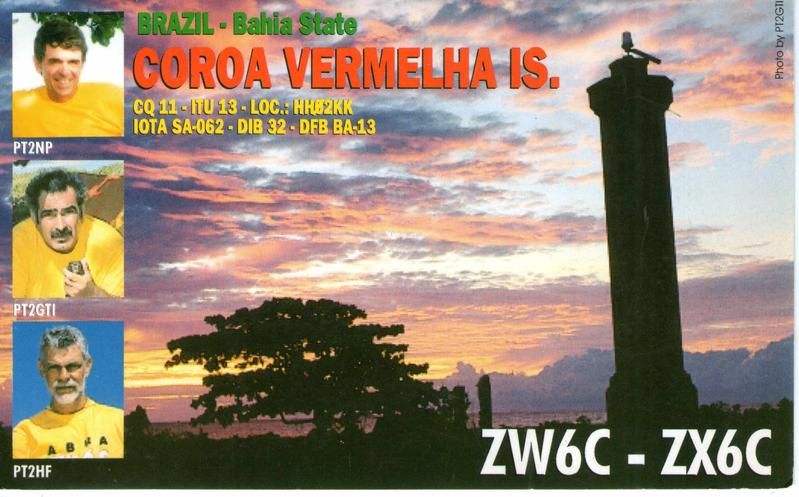 BRAZIL - Bahia State
COROA VERMELHA IS.
CQ 11 - ITU 13 - LOC.: HHØ2KK
IOTA SA-062 - DIB 32 - DFB BA-13
PT2NP
PT2GTI
PT2HF
ZW6C - ZX6C
Photo by PT2GTI